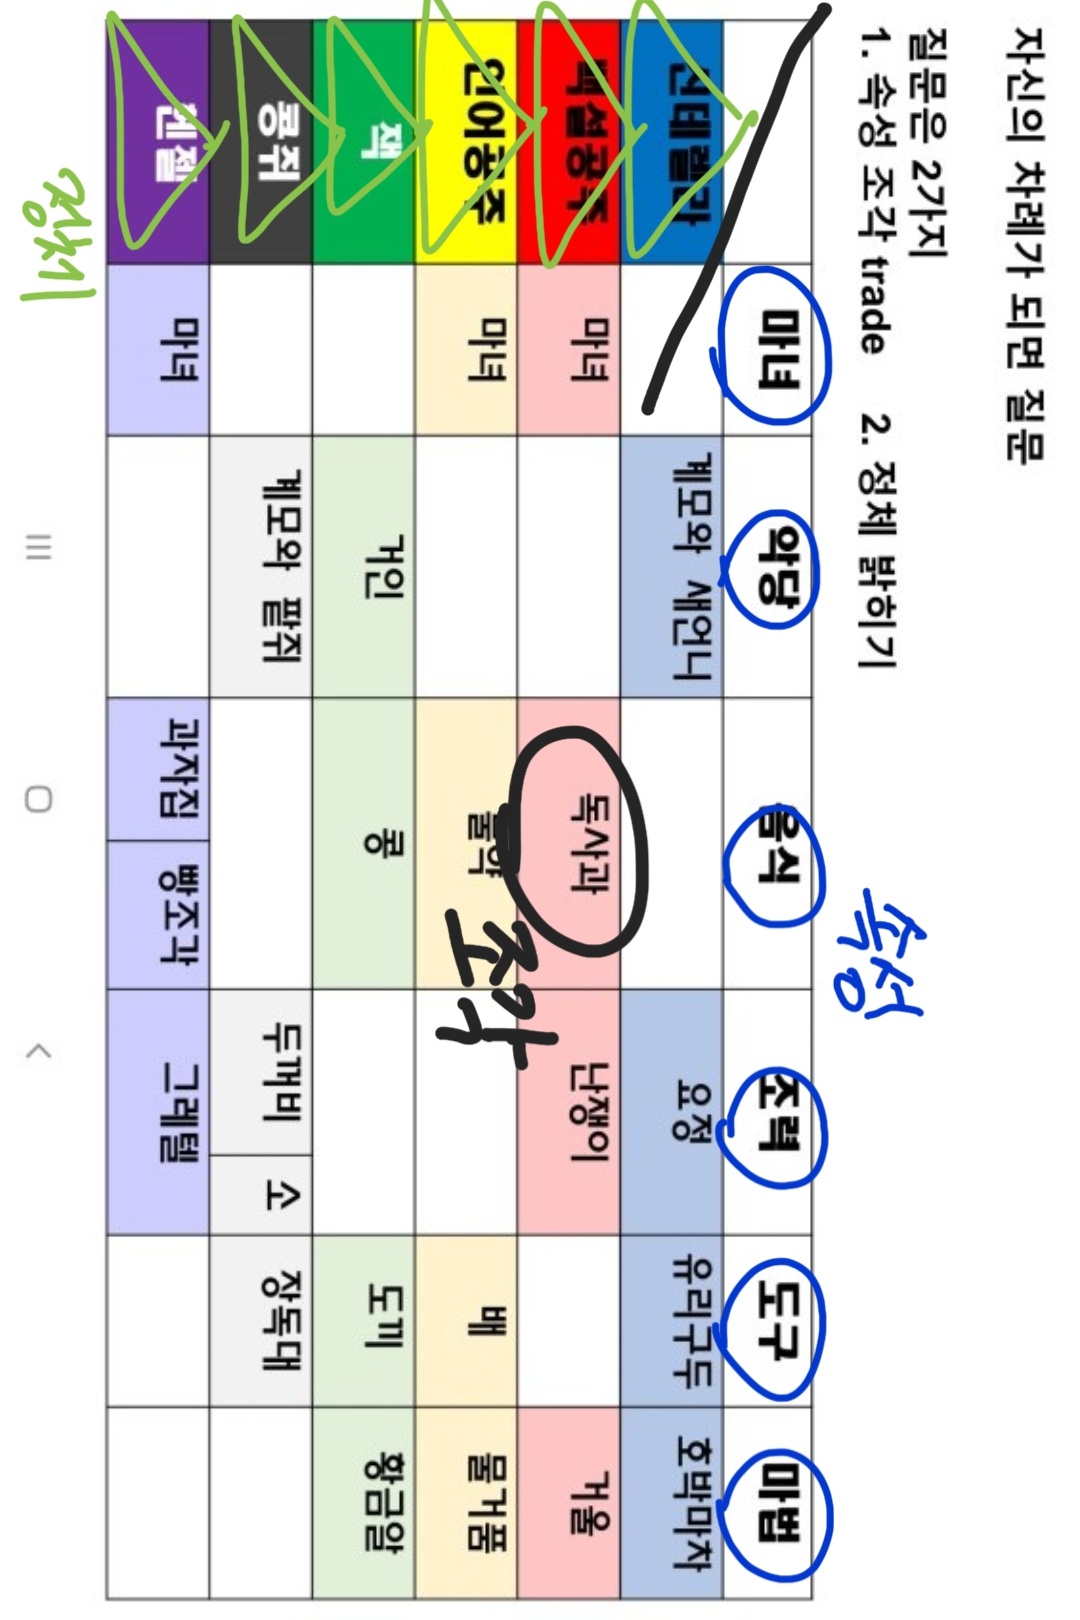 자신의 차례가 되면 질문
질문은 2가지
1. 속성 조각 trade 2. 정체 밝히기
속성
마녀 악당 음식 조력 도구 마법
신데렐라 계모와 새언니 요정 유리구두 호박마차
백설공주 마녀 독사과 난쟁이 거울
인어공주 마녀 물약 배 물거품
조각
잭 거인 콩 도끼 황금알
콩쥐 계모와 팥쥐 두꺼비 소 장독대
헨젤 마녀 과자집 빵조각 그레텔